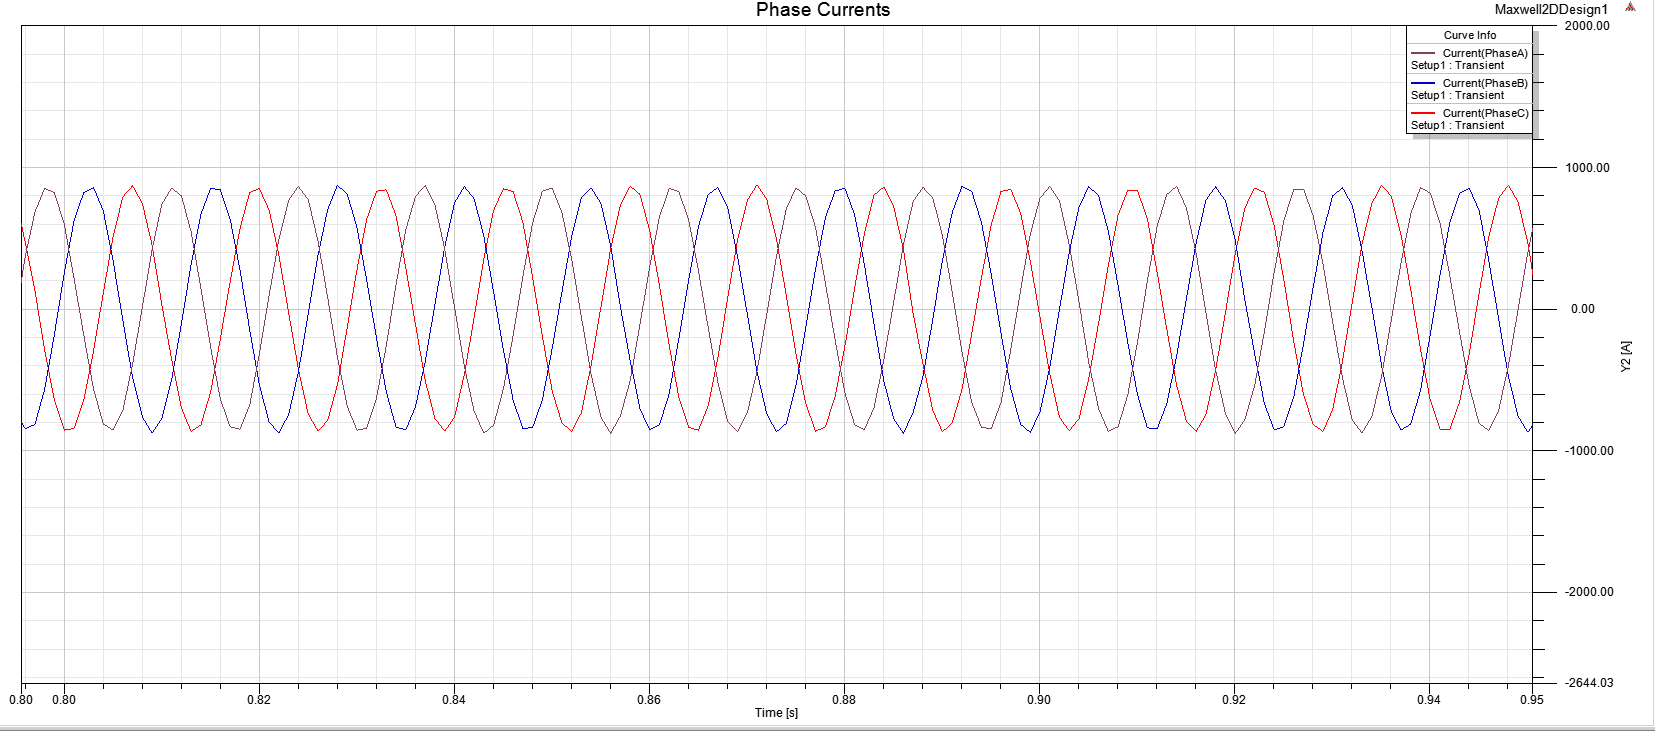 Phase Currents
Maxwell2DDesign1
Curve Info
Current(PhaseA)
Setup1 : Transient
Current(PhaseB)
Setup1 : Transient
Current(PhaseC)
Setup1 : Transient
2000.00
1000.00
0.00
-1000.00
-2000.00
-2644.03
Y2 [A]
0.80 0.80 0.82 0.84 0.86 0.88 0.90 0.92 0.94 0.95
Time [s]